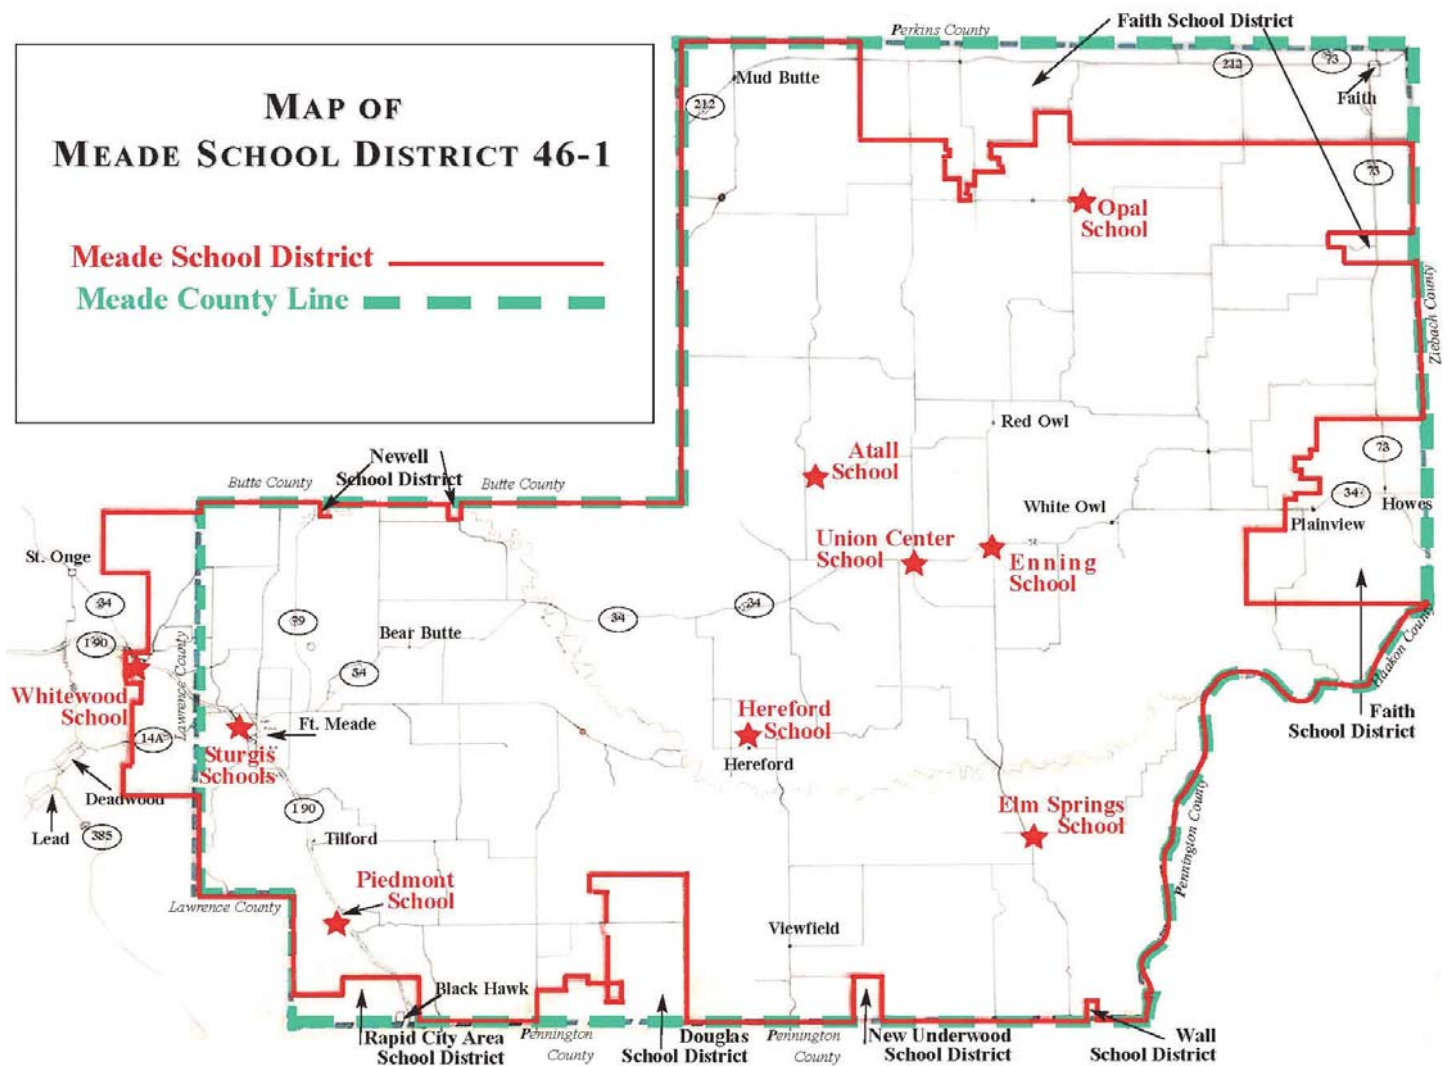 MAP OF
MEADE SCHOOL DISTRICT 46-1
Meade School District
Meade County Line
Perkins County
Faith School District
Mud Butte
212
212
73
Faith
73
Opal
School
Ziebach County
Red Owl
Atall
School
73
34
Howes
White Owl
Plainview
Newell
School District
Butte County
Butte County
Union Center
School
Enning
School
St. Onge
34
I 90
79
Bear Butte
34
34
34
Haakon County
Whitewood
School
Lawrence County
14A
Ft. Meade
Sturgis
Schools
Hereford
School
Hereford
Faith
School District
Deadwood
Lead
385
I 90
Tilford
Elm Springs
School
Pennington County
Piedmont
School
Lawrence County
Viewfield
Black Hawk
Rapid City Area
School District
Pennington
County
Douglas
School District
Pennington
County
New Underwood
School District
Wall
School District